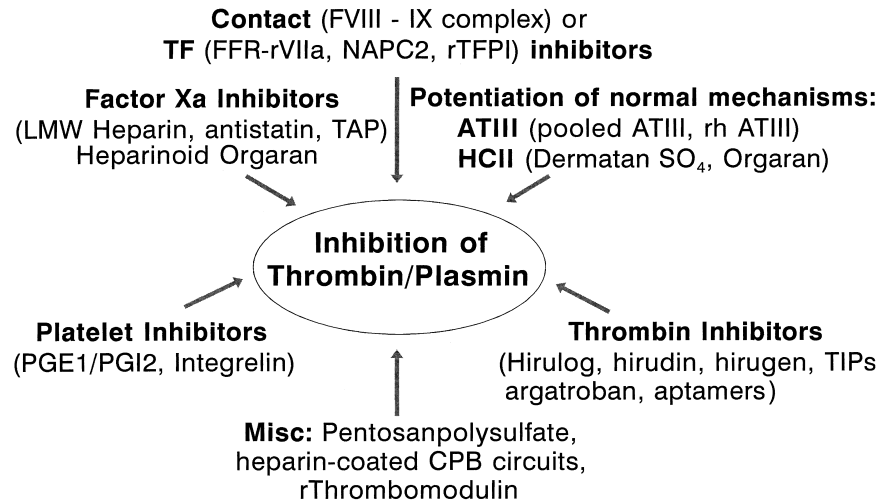 Contact (FVIII - IX complex) or
TF (FFR-rVIIa, NAPC2, rTFPI) inhibitors
Factor Xa Inhibitors
(LMW Heparin, antistatin, TAP)
Heparinoid Orgaran
Potentiation of normal mechanisms:
ATIII (pooled ATIII, rh ATIII)
HCII (Dermatan SO₄, Orgaran)
Inhibition of
Thrombin/Plasmin
Platelet Inhibitors
(PGE1/PGI2, Integrelin)
Thrombin Inhibitors
(Hirulog, hirudin, hirugen, TIPs
argatroban, aptamers)
Misc: Pentosanpolysulfate,
heparin-coated CPB circuits,
rThrombomodulin